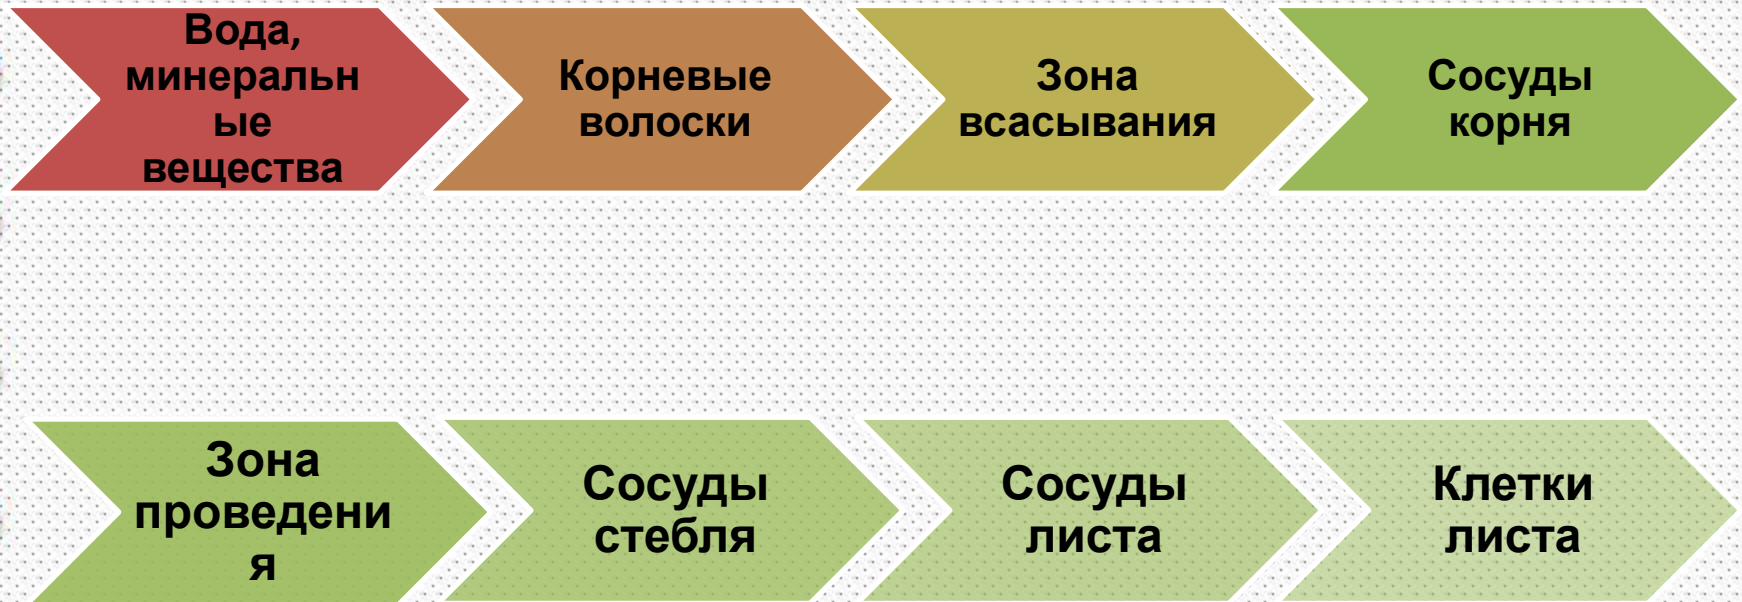 Вода,
минеральн
ые
вещества
Корневые
волоски
Зона
всасывания
Сосуды
корня
Зона
проведени
я
Сосуды
стебля
Сосуды
листа
Клетки
листа